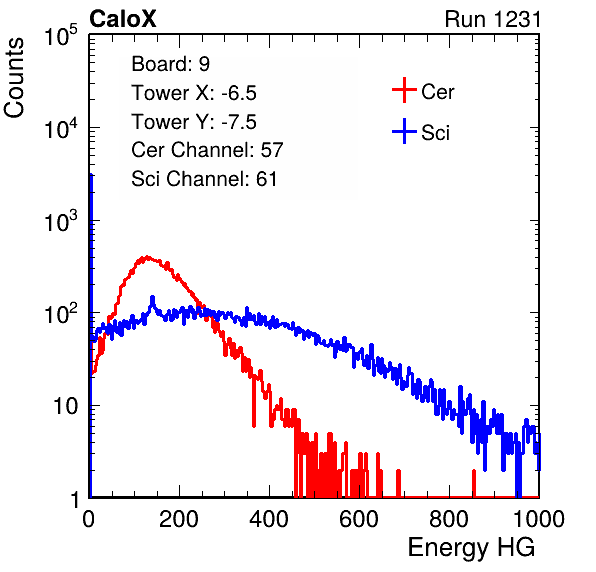 CaloX Run 1231
Counts
10^5
10^4
10^3
10^2
10
1
Board: 9
Tower X: -6.5
Tower Y: -7.5
Cer Channel: 57
Sci Channel: 61
Cer
Sci
0 200 400 600 800 1000
Energy HG